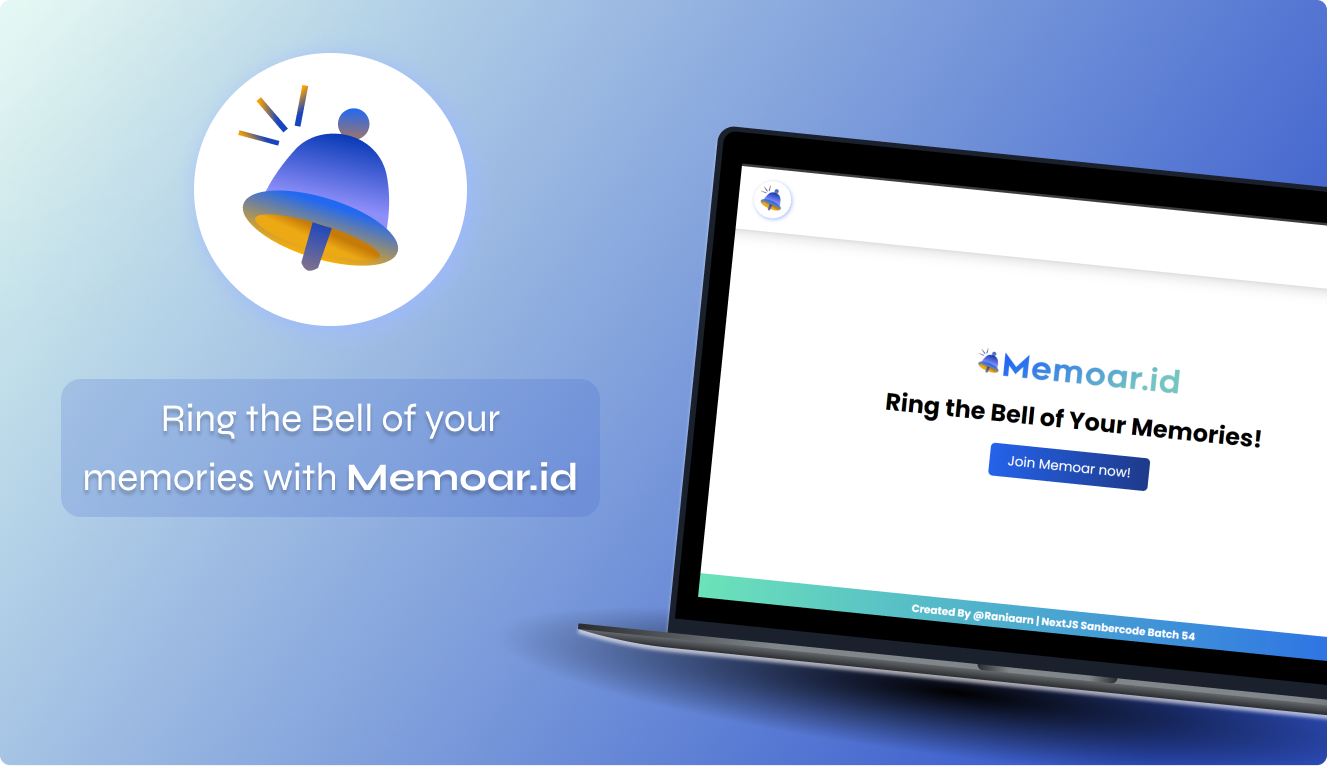 Ring the Bell of your
memories with Memoar.id
Memoar.id
Ring the Bell of Your Memories!
Join Memoar now!
Created By @Raniaarn | NextJS Sanbercode Batch 54